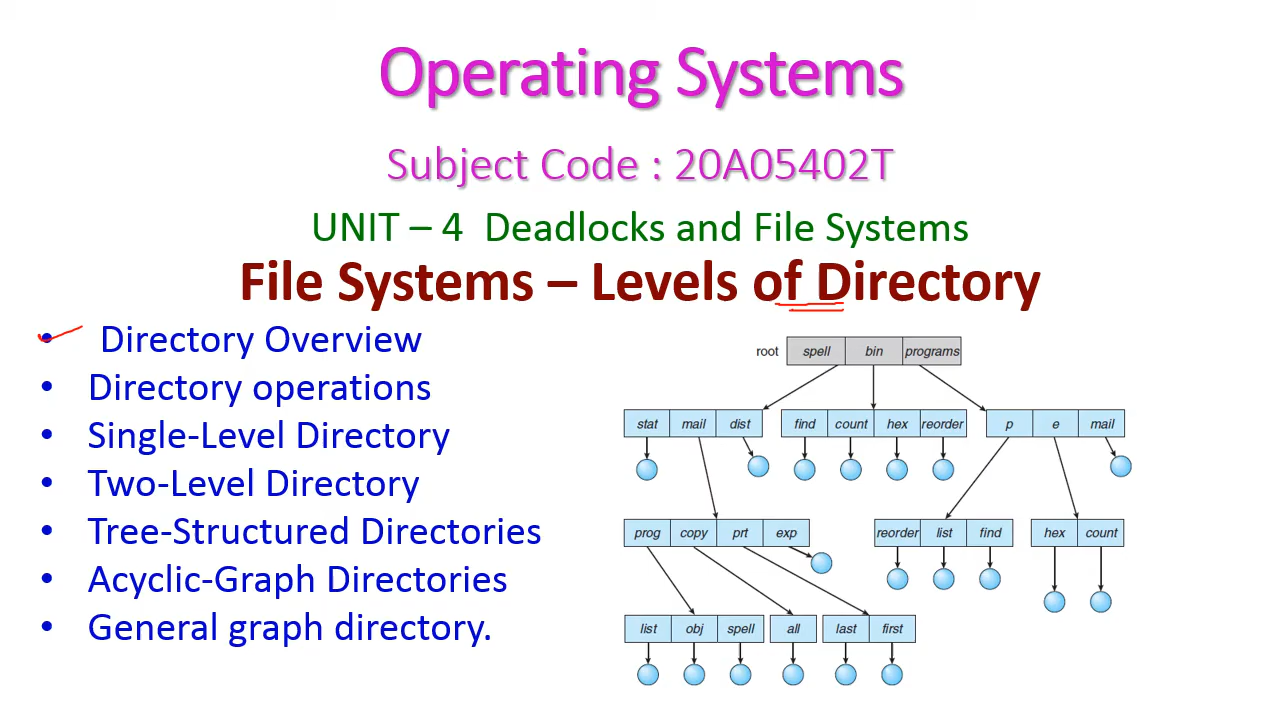 Operating Systems
Subject Code : 20A05402T
UNIT – 4 Deadlocks and File Systems
File Systems – Levels of Directory
• Directory Overview
• Directory operations
• Single-Level Directory
• Two-Level Directory
• Tree-Structured Directories
• Acyclic-Graph Directories
• General graph directory.
root spell bin programs
stat mail dist find count hex reorder p e mail
prog copy prt exp reorder list find hex count
list obj spell all last first